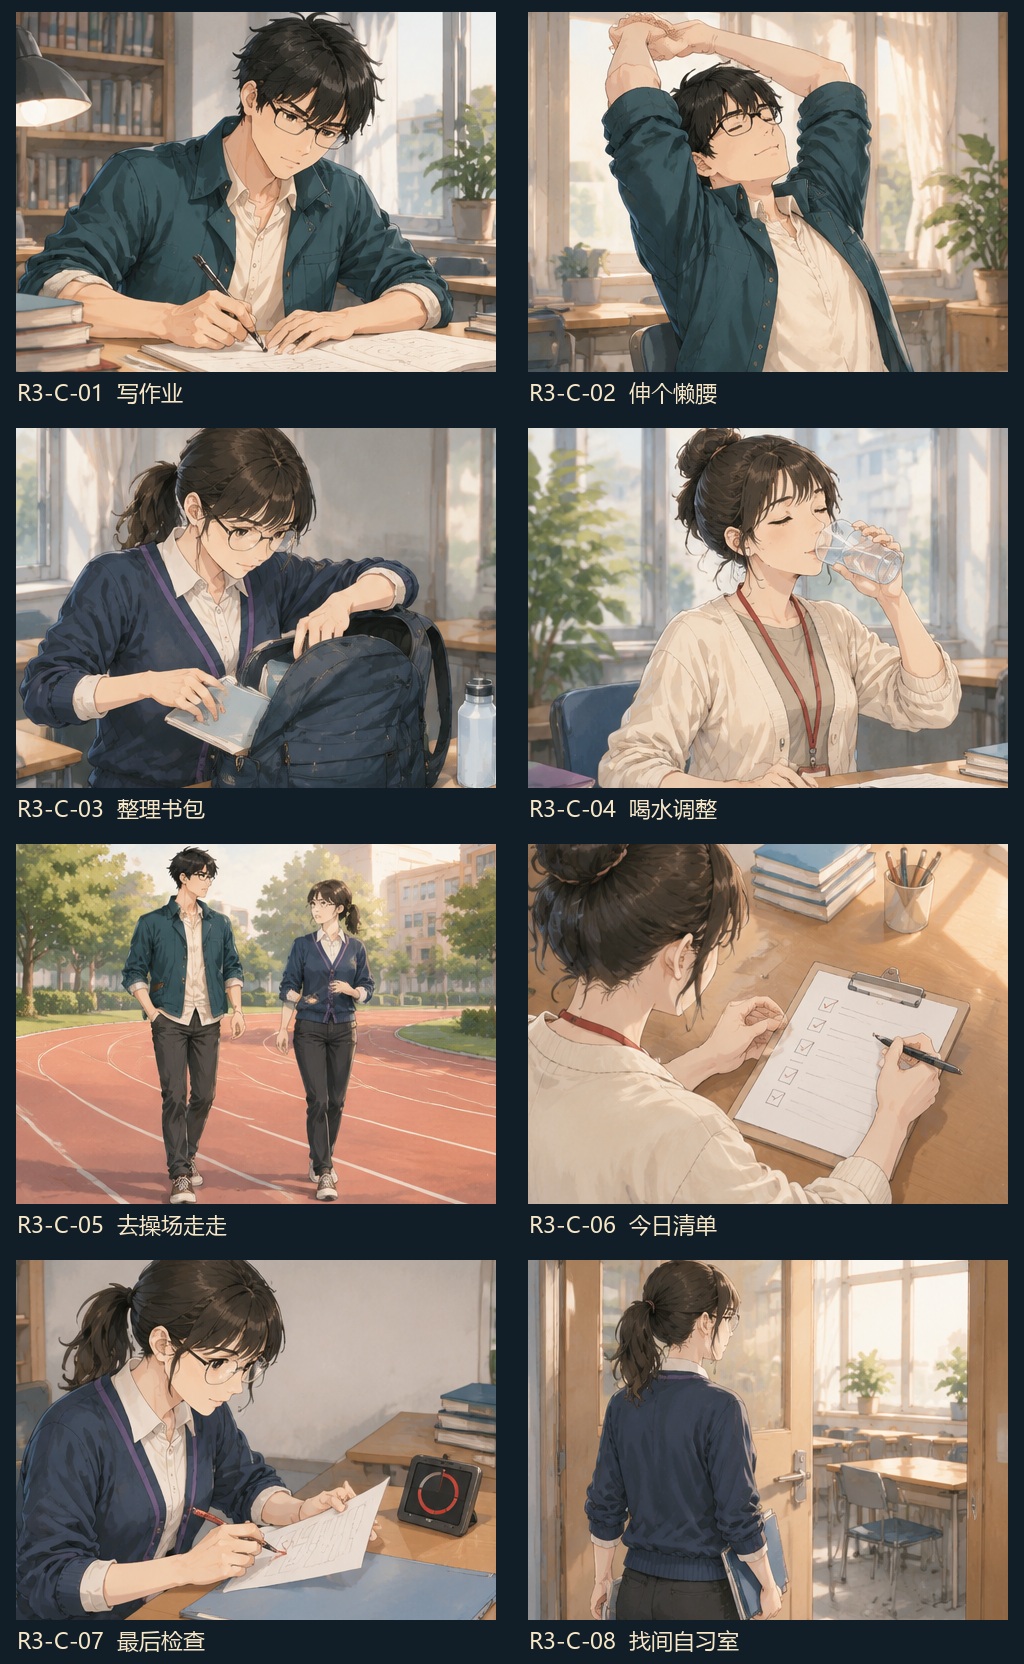 R3-C-01 写作业
R3-C-02 伸个懒腰
R3-C-03 整理书包
R3-C-04 喝水调整
R3-C-05 去操场走走
R3-C-06 今日清单
R3-C-07 最后检查
R3-C-08 找间自习室